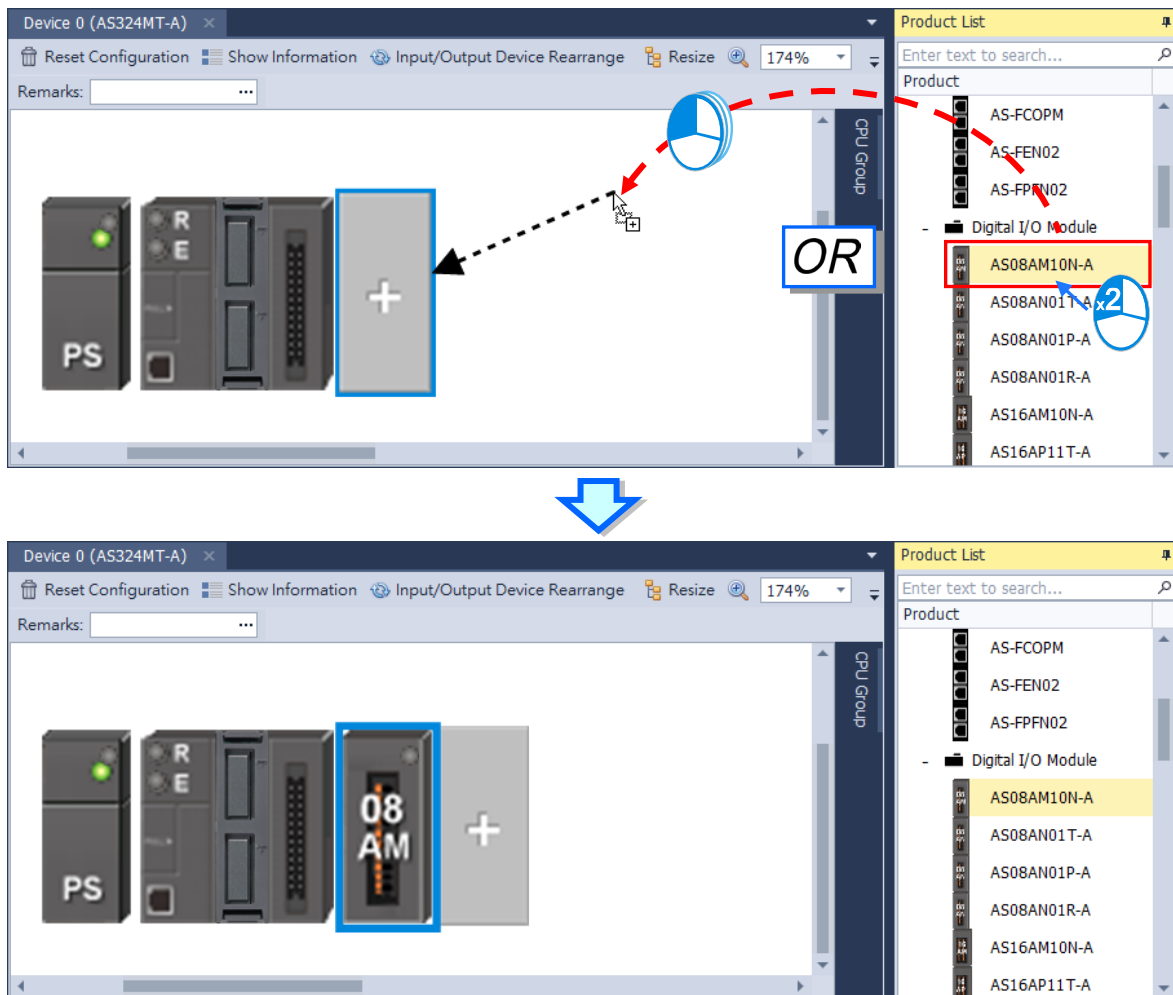 Device 0 (AS324MT-A)
Product List
Reset Configuration Show Information Input/Output Device Rearrange Resize 174%
Enter text to search...
Remarks: ...
Product
CPU Group
AS-FCOPM
AS-FEN02
AS-FPFN02
Digital I/O Module
R
E
PS
+
OR
AS08AM10N-A
AS08AN01T-A
x2
AS08AN01P-A
AS08AN01R-A
AS16AM10N-A
AS16AP11T-A
Device 0 (AS324MT-A)
Product List
Reset Configuration Show Information Input/Output Device Rearrange Resize 174%
Enter text to search...
Remarks: ...
Product
CPU Group
AS-FCOPM
AS-FEN02
AS-FPFN02
Digital I/O Module
R
E
PS
08
AM
+
AS08AM10N-A
AS08AN01T-A
AS08AN01P-A
AS08AN01R-A
AS16AM10N-A
AS16AP11T-A